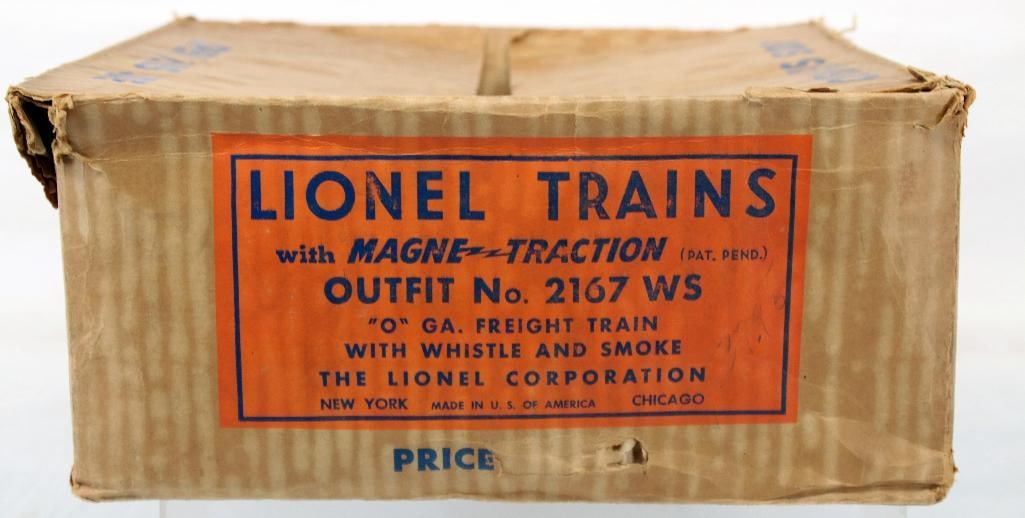 LIONEL TRAINS
with MAGNE-TRACTION (PAT. PEND.)
OUTFIT No. 2167 WS
"O" GA. FREIGHT TRAIN
WITH WHISTLE AND SMOKE
THE LIONEL CORPORATION
NEW YORK MADE IN U. S. OF AMERICA CHICAGO
PRICE